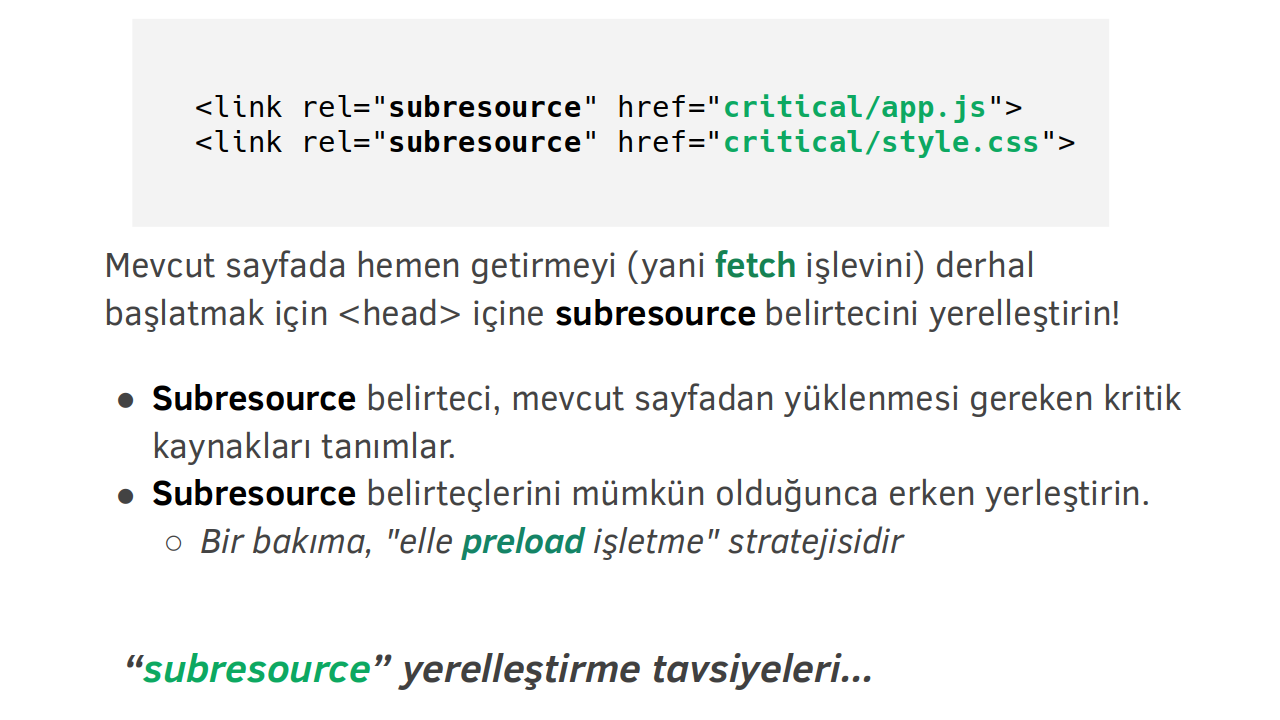 <link rel="subresource" href="critical/app.js">
<link rel="subresource" href="critical/style.css">
Mevcut sayfada hemen getirmeyi (yani fetch işlevini) derhal
başlatmak için <head> içine subresource belirtecini yerelleştirin!
● Subresource belirteci, mevcut sayfadan yüklenmesi gereken kritik
kaynakları tanımlar.
● Subresource belirteçlerini mümkün olduğunca erken yerleştirin.
○ Bir bakıma, "elle preload işletme" stratejisidir
“subresource” yerelleştirme tavsiyeleri...